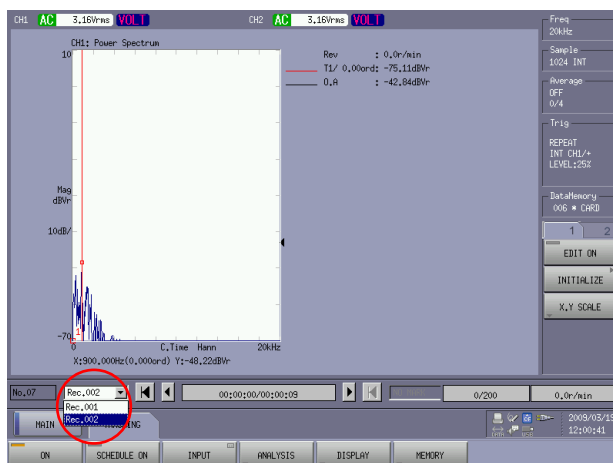 CH1 AC 3.16Vrms VOLT CH2 AC 3.16Vrms VOLT
Freq
20kHz
Sample
1024 INT
Average
OFF
0/4
Trig
REPEAT
INT CH1/+
LEVEL:25%
DataMemory
006 * CARD
1 2
EDIT ON
INITIALIZE
X,Y SCALE
CH1: Power Spectrum
Rev : 0.0r/min
T1/ 0.00ord: -75.11dBVr
O.A : -42.84dBVr
10
Mag
dBVr
10dB/
-70
1
0 C.Time Hann 20kHz
X:900.000Hz(0.000ord) Y:-48.22dBVr
No.07 Rec.002 00:00:00/00:00:09 0/200 0.0r/min
Rec.001
Rec.002
MAIN
DATA USB
2009/03/19
12:00:41
ON SCHEDULE ON INPUT ANALYSIS DISPLAY MEMORY